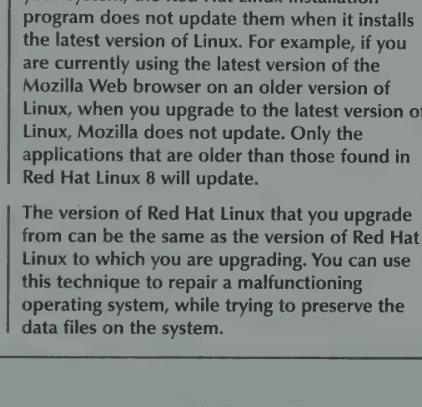 program does not update them when it installs
the latest version of Linux. For example, if you
are currently using the latest version of the
Mozilla Web browser on an older version of
Linux, when you upgrade to the latest version of
Linux, Mozilla does not update. Only the
applications that are older than those found in
Red Hat Linux 8 will update.
The version of Red Hat Linux that you upgrade
from can be the same as the version of Red Hat
Linux to which you are upgrading. You can use
this technique to repair a malfunctioning
operating system, while trying to preserve the
data files on the system.